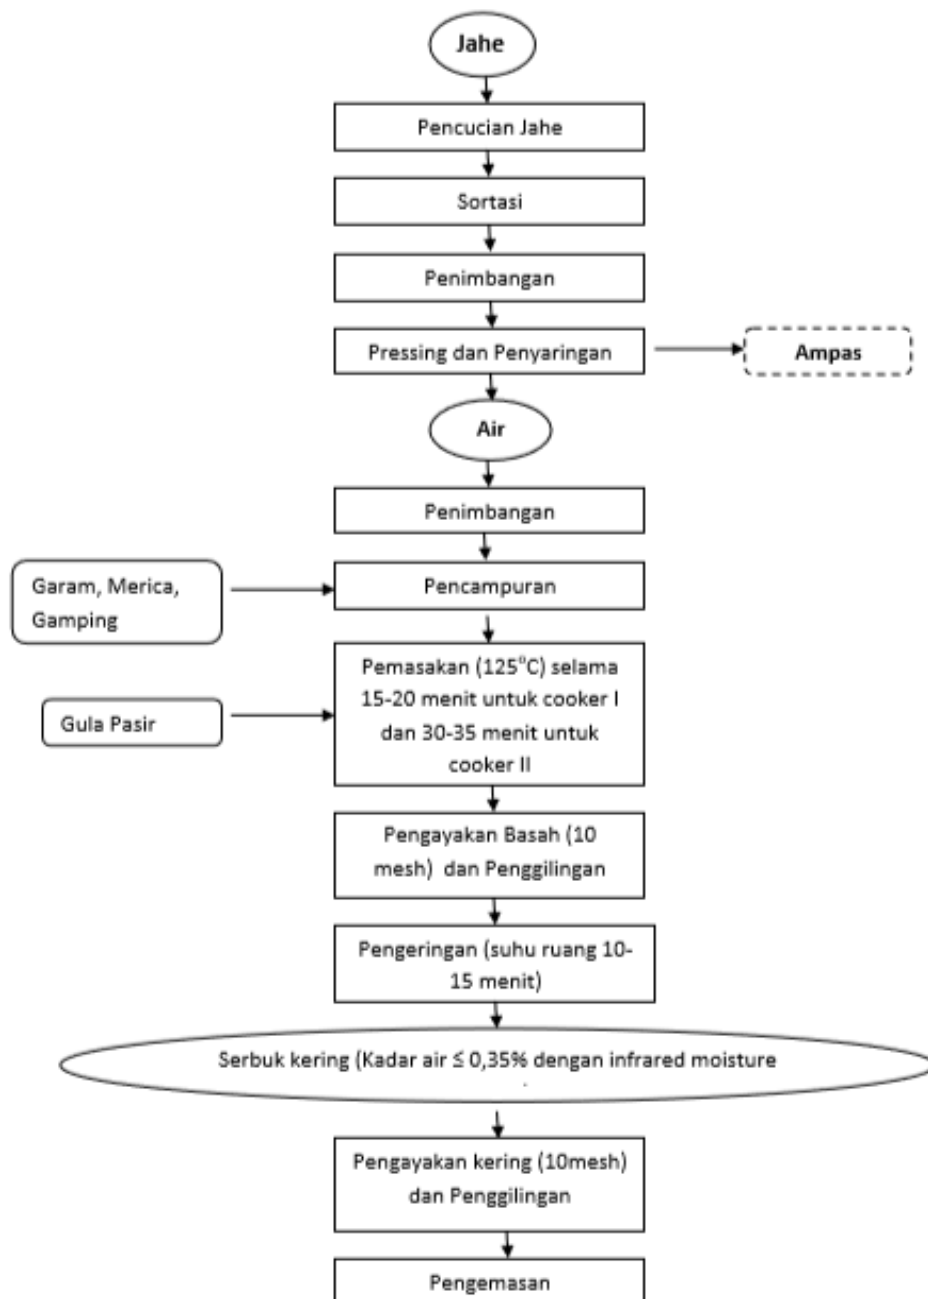 Jahe
Pencucian Jahe
Sortasi
Penimbangan
Pressing dan Penyaringan
Ampas
Air
Penimbangan
Garam, Merica,
Gamping
Pencampuran
Pemasakan (125°C) selama
15-20 menit untuk cooker I
dan 30-35 menit untuk
cooker II
Gula Pasir
Pengayakan Basah (10
mesh) dan Penggilingan
Pengeringan (suhu ruang 10-
15 menit)
Serbuk kering (Kadar air ≤ 0,35% dengan infrared moisture
.
Pengayakan kering (10mesh)
dan Penggilingan
Pengemasan